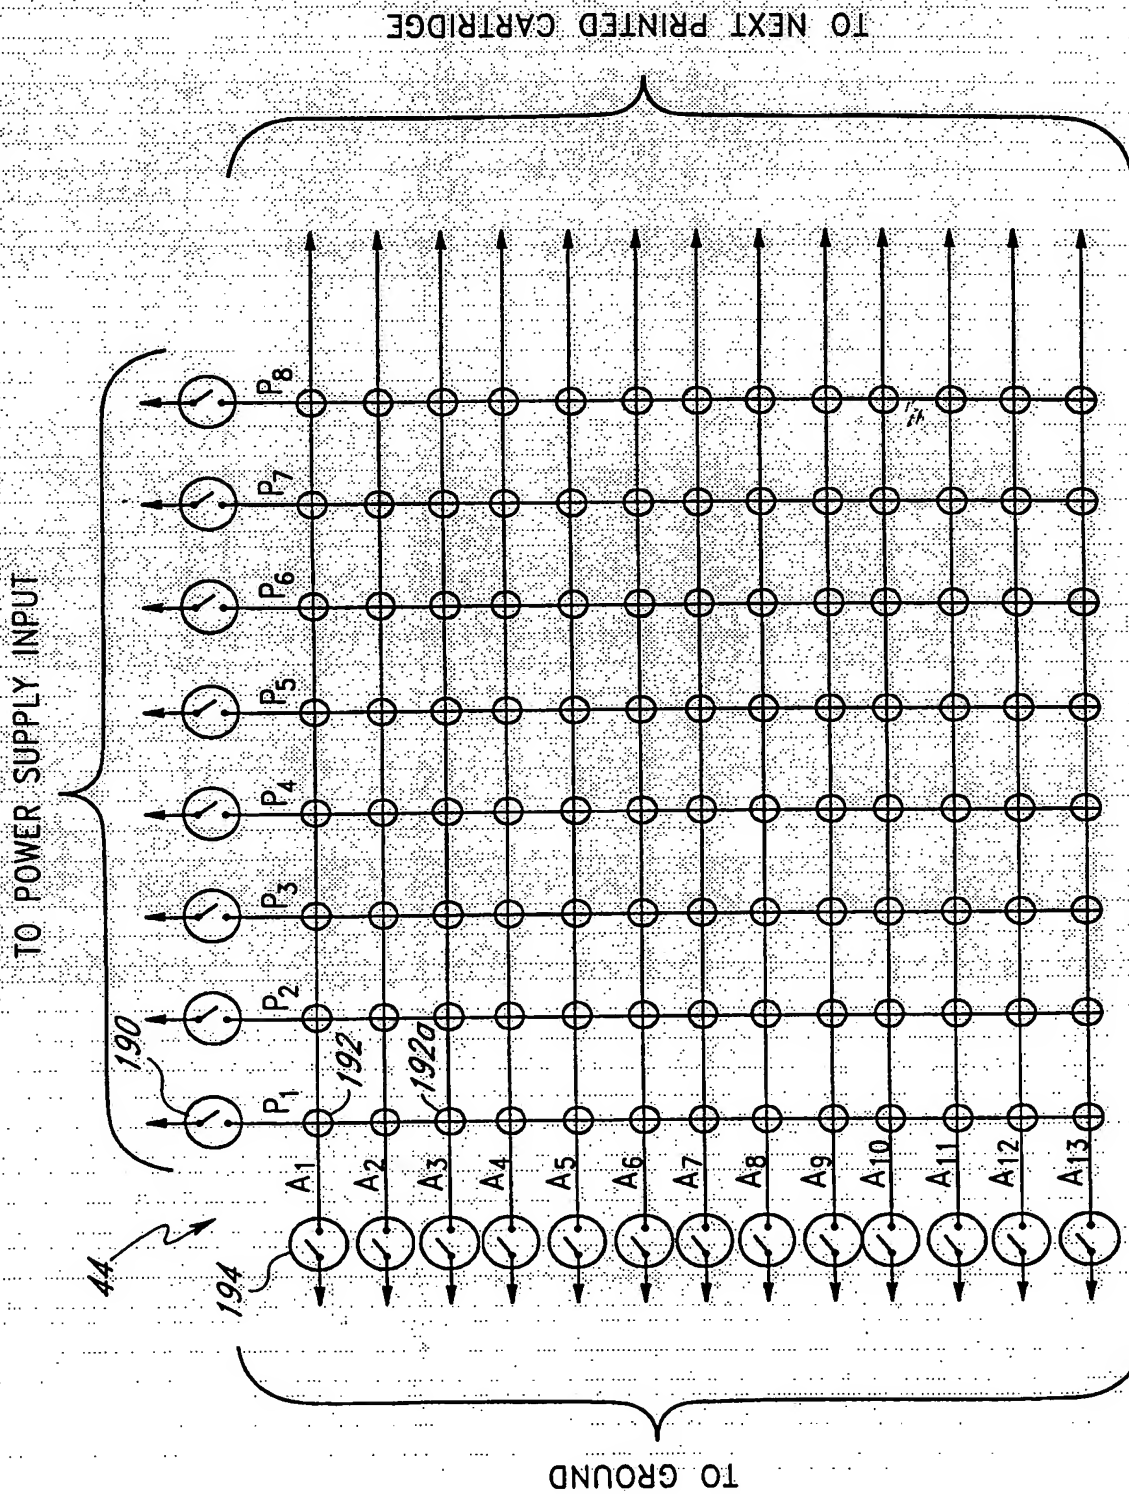 TO POWER SUPPLY INPUT
44
190
194
P1 P2 P3 P4 P5 P6 P7 P8
A1
192
A2
A3
192a
A4
A5
A6
A7
A8
A9
A10
A11
A12
A13
TO GROUND
TO NEXT PRINTED CARTRIDGE